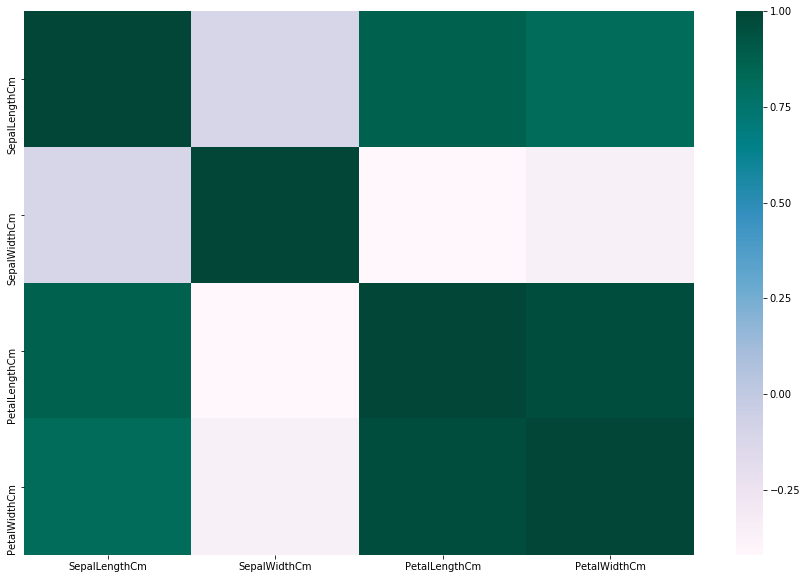 SepalLengthCm
SepalWidthCm
PetalLengthCm
PetalWidthCm
SepalLengthCm
SepalWidthCm
PetalLengthCm
PetalWidthCm
1.00
0.75
0.50
0.25
0.00
−0.25